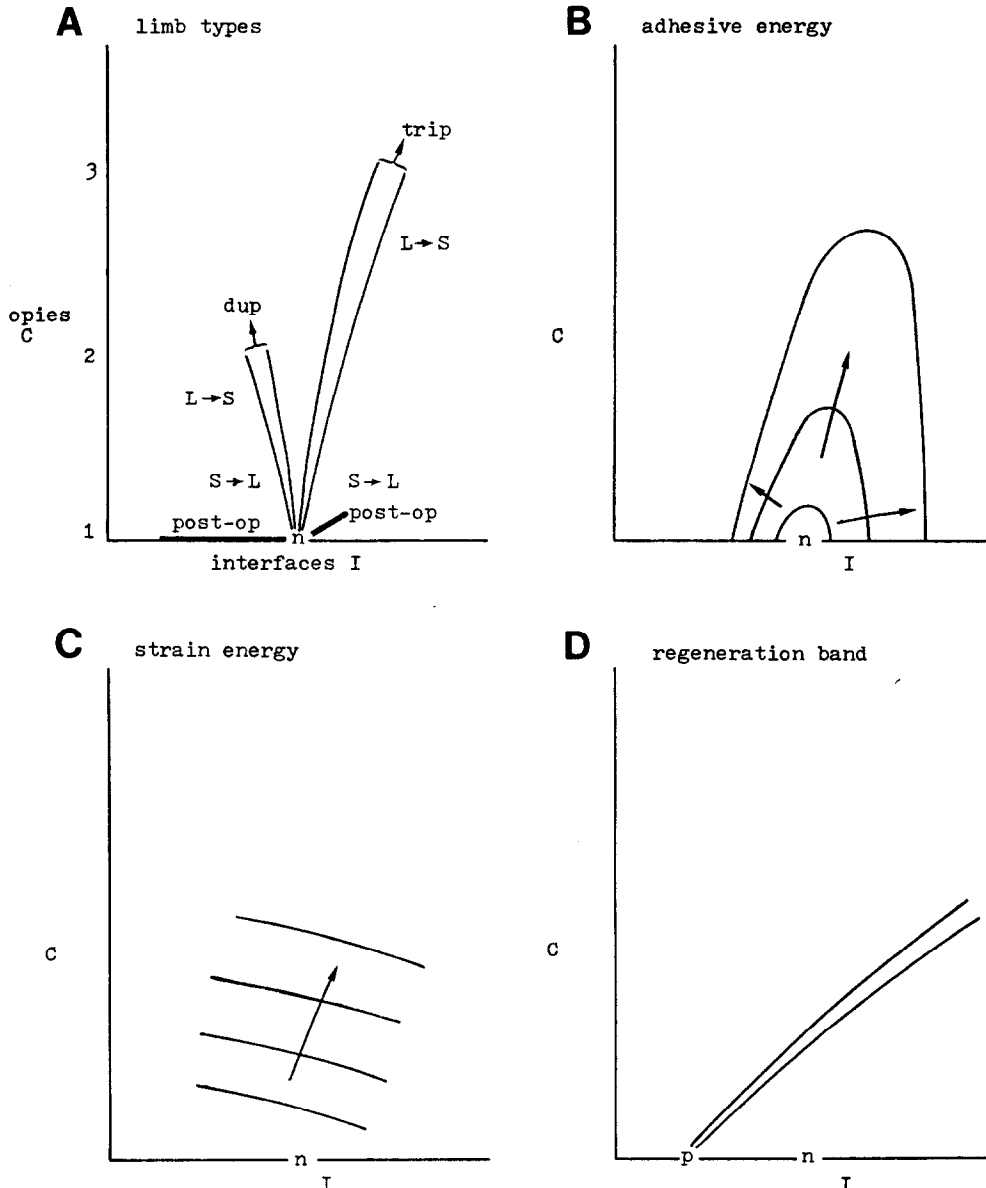 A limb types
trip
3
L→S
dup
opies
C
2
L→S
S→L
S→L
post-op
post-op
1
n
interfaces I
B adhesive energy
C
n
I
C strain energy
C
n
I
D regeneration band
C
p
n
I